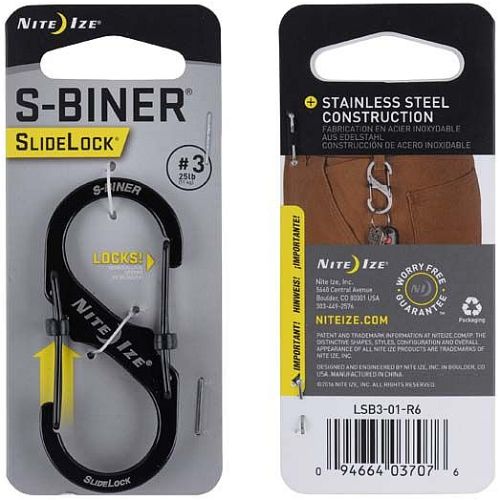 NITE IZE
S-BINER®
SLIDELOCK®
#3
25lb
S-BINER
LOCKS!
NITE IZE
SLIDELOCK
+ STAINLESS STEEL
CONSTRUCTION
FABRICATION EN ACIER INOXYDABLE
AUS EDELSTAHL
CONSTRUCCIÓN DE ACERO INOXIDABLE
IMPORTANT! HINWEIS! ¡IMPORTANTE!
NITE IZE®
Nite Ize, Inc.
5660 Central Avenue
Boulder, CO 80301 USA
303-449-2576
NITEIZE.COM
WORRY FREE
GUARANTEE
Packaging
PATENT AND TRADEMARK INFORMATION AT NITEIZE.COM/IP. THE
DISTINCTIVE SHAPES, STYLES, CONFIGURATION AND OVERALL
APPEARANCE OF ALL NITE IZE PRODUCTS ARE TRADEMARKS OF
NITE IZE, INC.
DESIGNED AND ENGINEERED BY NITE IZE, INC. IN BOULDER, CO
USA. MANUFACTURED IN CHINA.
©2016 NITE IZE, INC. ALL RIGHTS RESERVED.
LSB3-01-R6
0 94664 03707 6